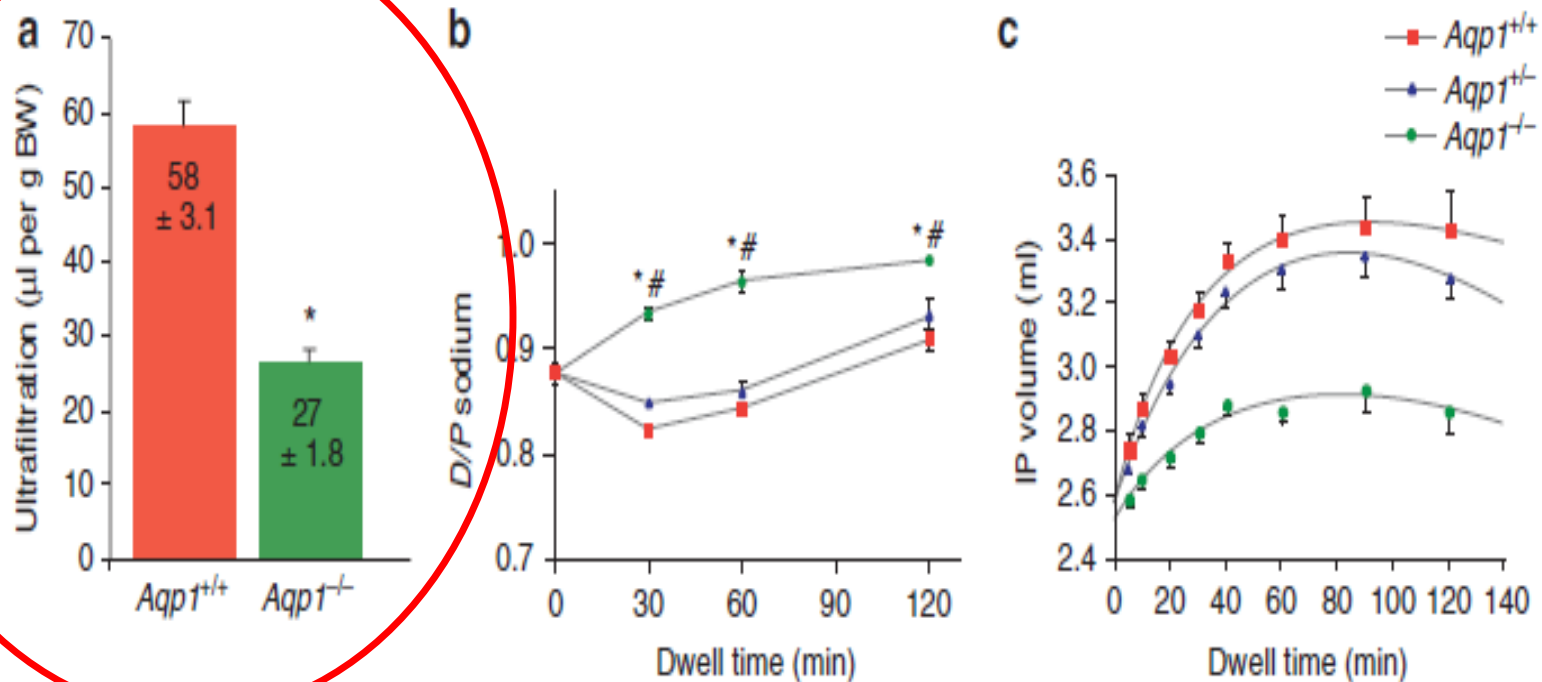 a
Ultrafiltration (µl per g BW)
70
60
50
40
30
20
10
0
58
± 3.1
*
27
± 1.8
Aqp1+/+ Aqp1–/–
b
D/P sodium
1.0
0.9
0.8
0.7
*#
*#
*#
0 30 60 90 120
Dwell time (min)
c
Aqp1+/+
Aqp1+/–
Aqp1–/–
IP volume (ml)
3.6
3.4
3.2
3.0
2.8
2.6
2.4
0 20 40 60 80 100 120 140
Dwell time (min)